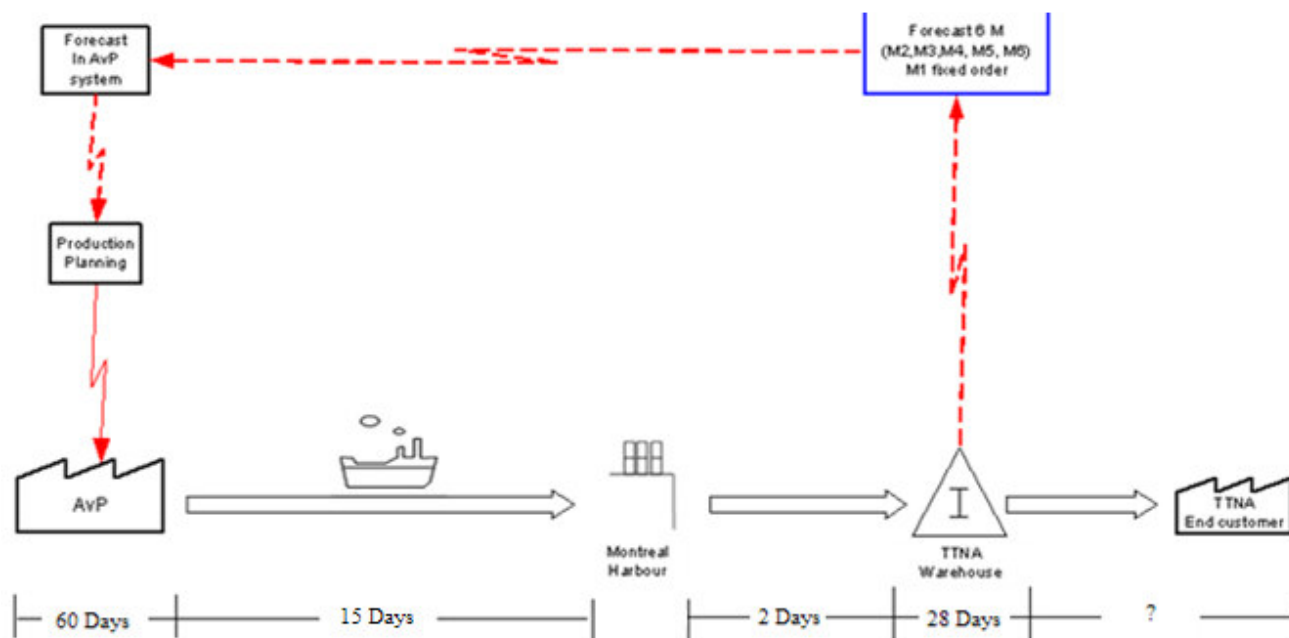 Forecast
In AvP
system
Forecast 6 M
(M2,M3,M4, M5, M6)
M1 fixed order
Production
Planning
AvP
Montreal
Harbour
I
TTNA
Warehouse
TTNA
End customer
60 Days
15 Days
2 Days
28 Days
?